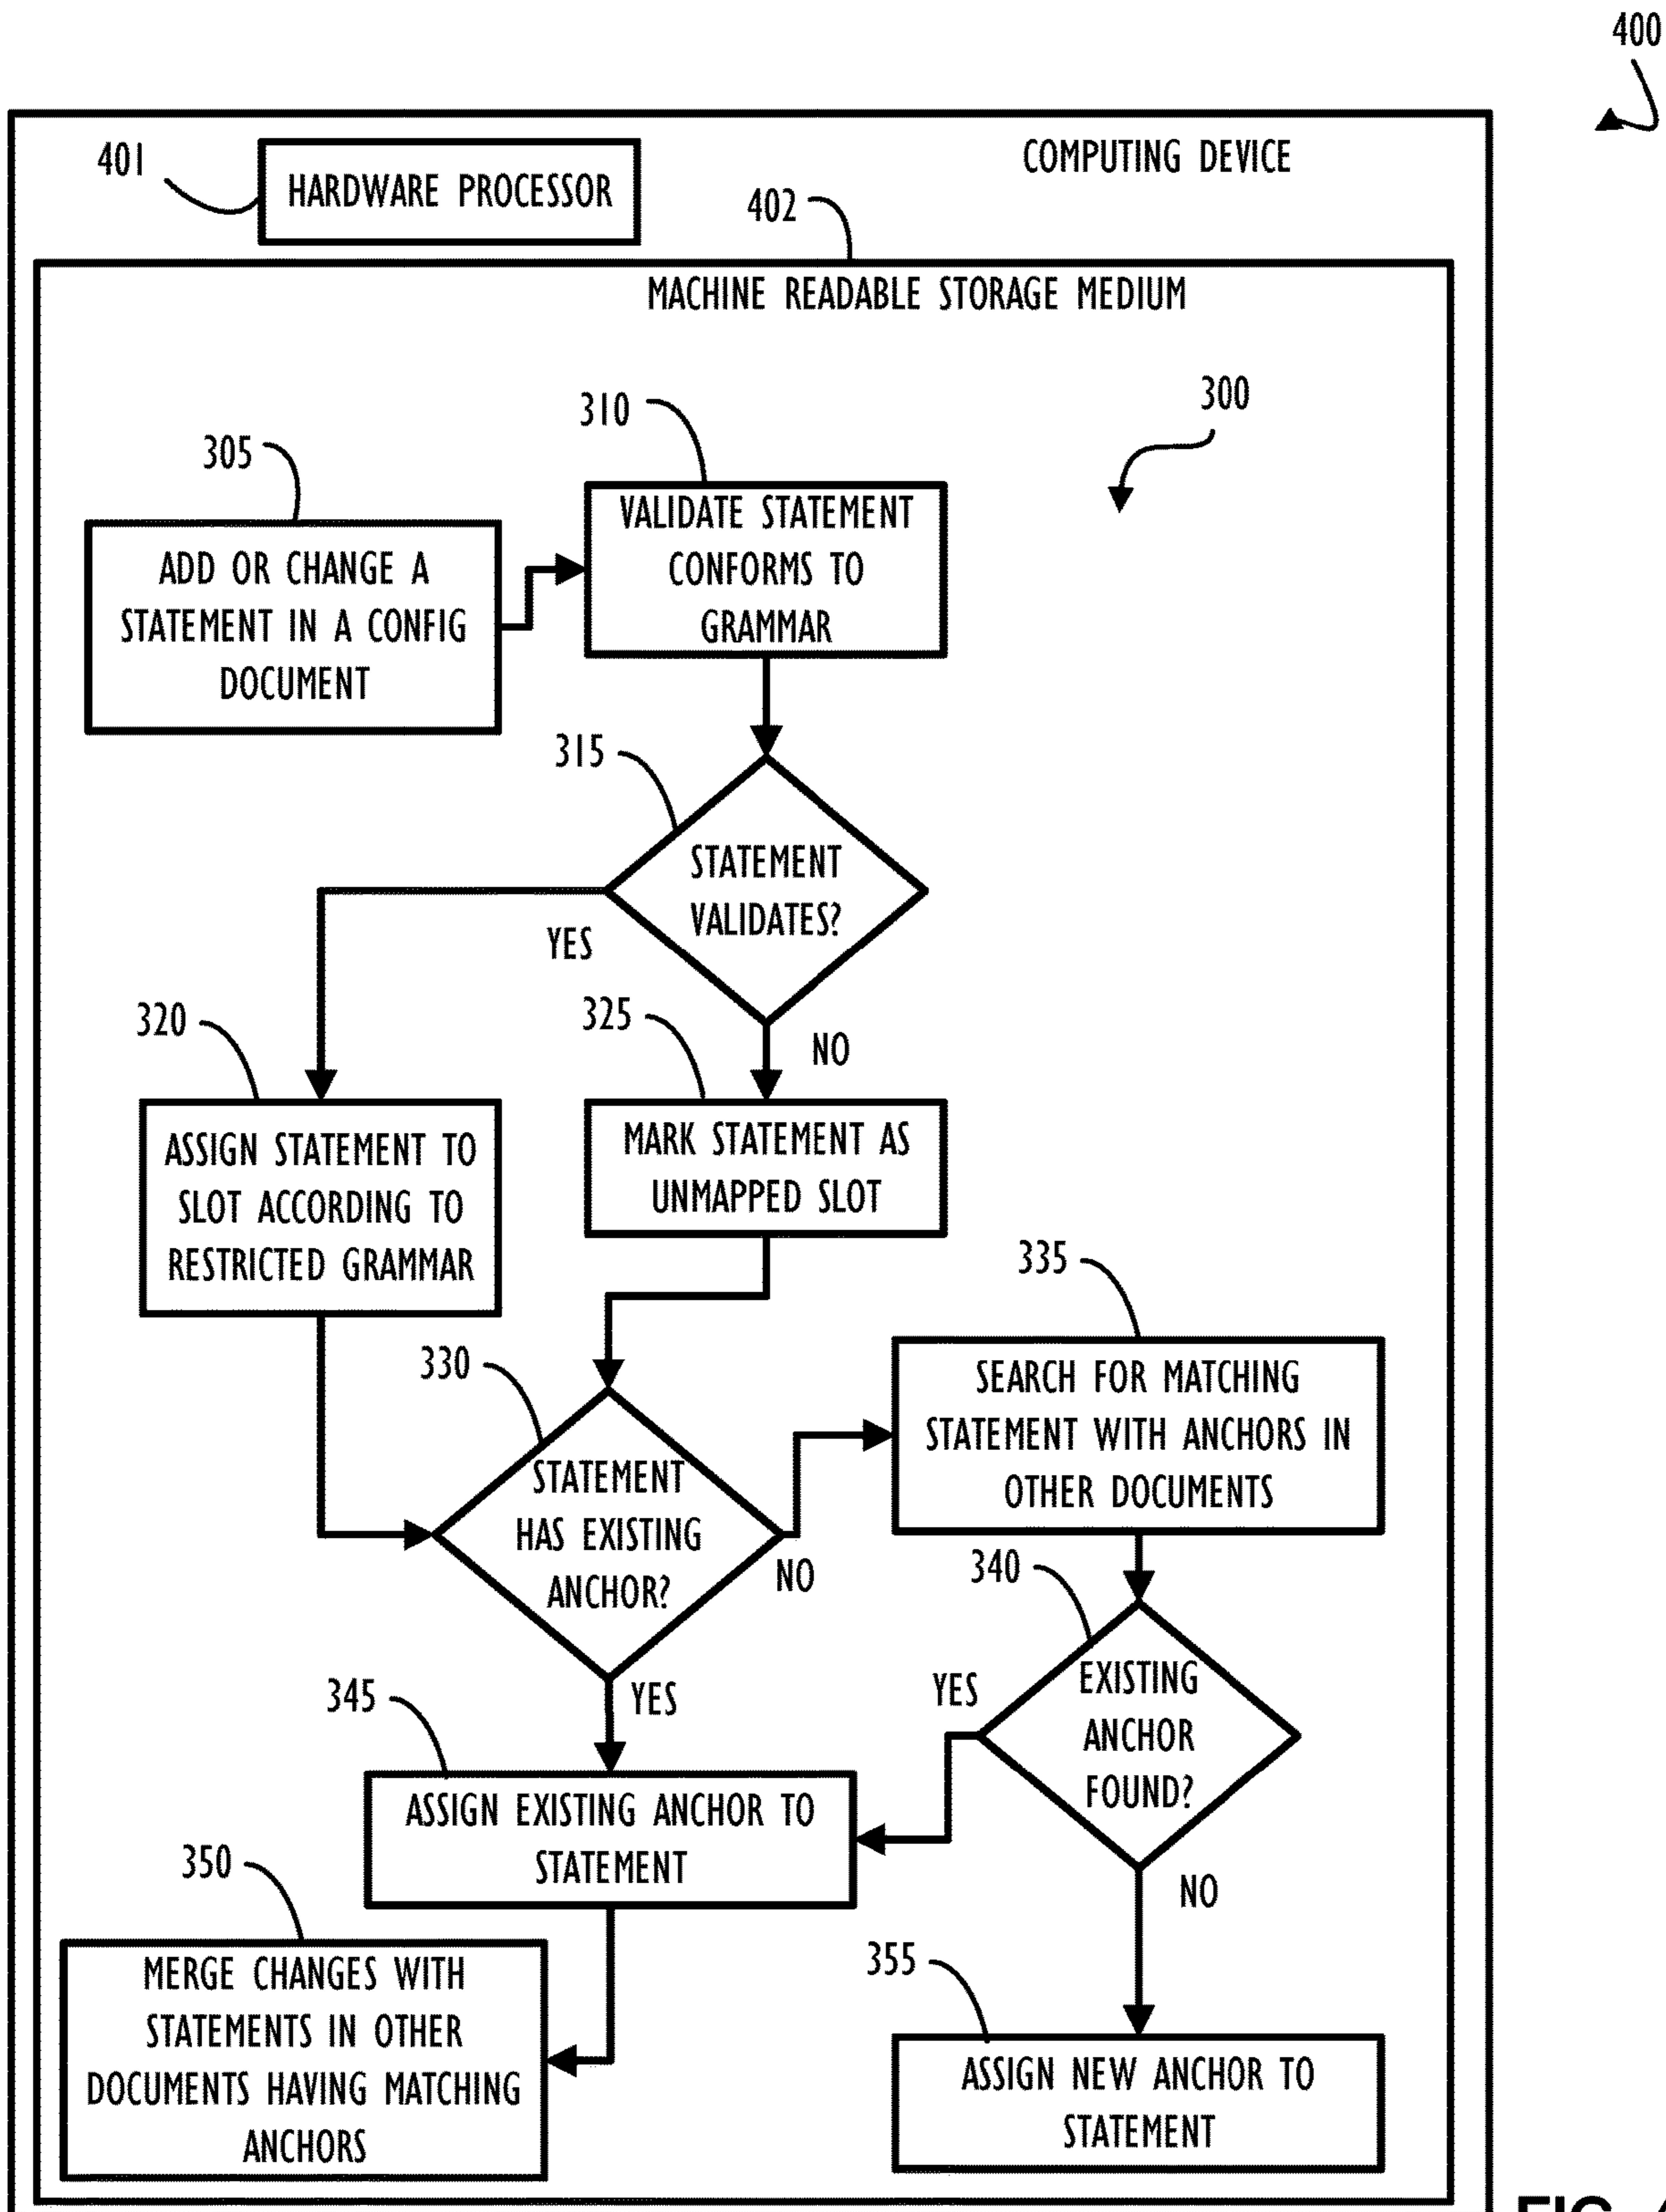 400
COMPUTING DEVICE
401
HARDWARE PROCESSOR
402
MACHINE READABLE STORAGE MEDIUM
300
310
305
VALIDATE STATEMENT
CONFORMS TO
GRAMMAR
ADD OR CHANGE A
STATEMENT IN A CONFIG
DOCUMENT
315
STATEMENT
VALIDATES?
YES
NO
320
325
ASSIGN STATEMENT TO
SLOT ACCORDING TO
RESTRICTED GRAMMAR
MARK STATEMENT AS
UNMAPPED SLOT
335
330
SEARCH FOR MATCHING
STATEMENT WITH ANCHORS IN
OTHER DOCUMENTS
STATEMENT
HAS EXISTING
ANCHOR?
NO
340
YES
EXISTING
ANCHOR
FOUND?
YES
NO
345
ASSIGN EXISTING ANCHOR TO
STATEMENT
350
MERGE CHANGES WITH
STATEMENTS IN OTHER
DOCUMENTS HAVING MATCHING
ANCHORS
355
ASSIGN NEW ANCHOR TO
STATEMENT